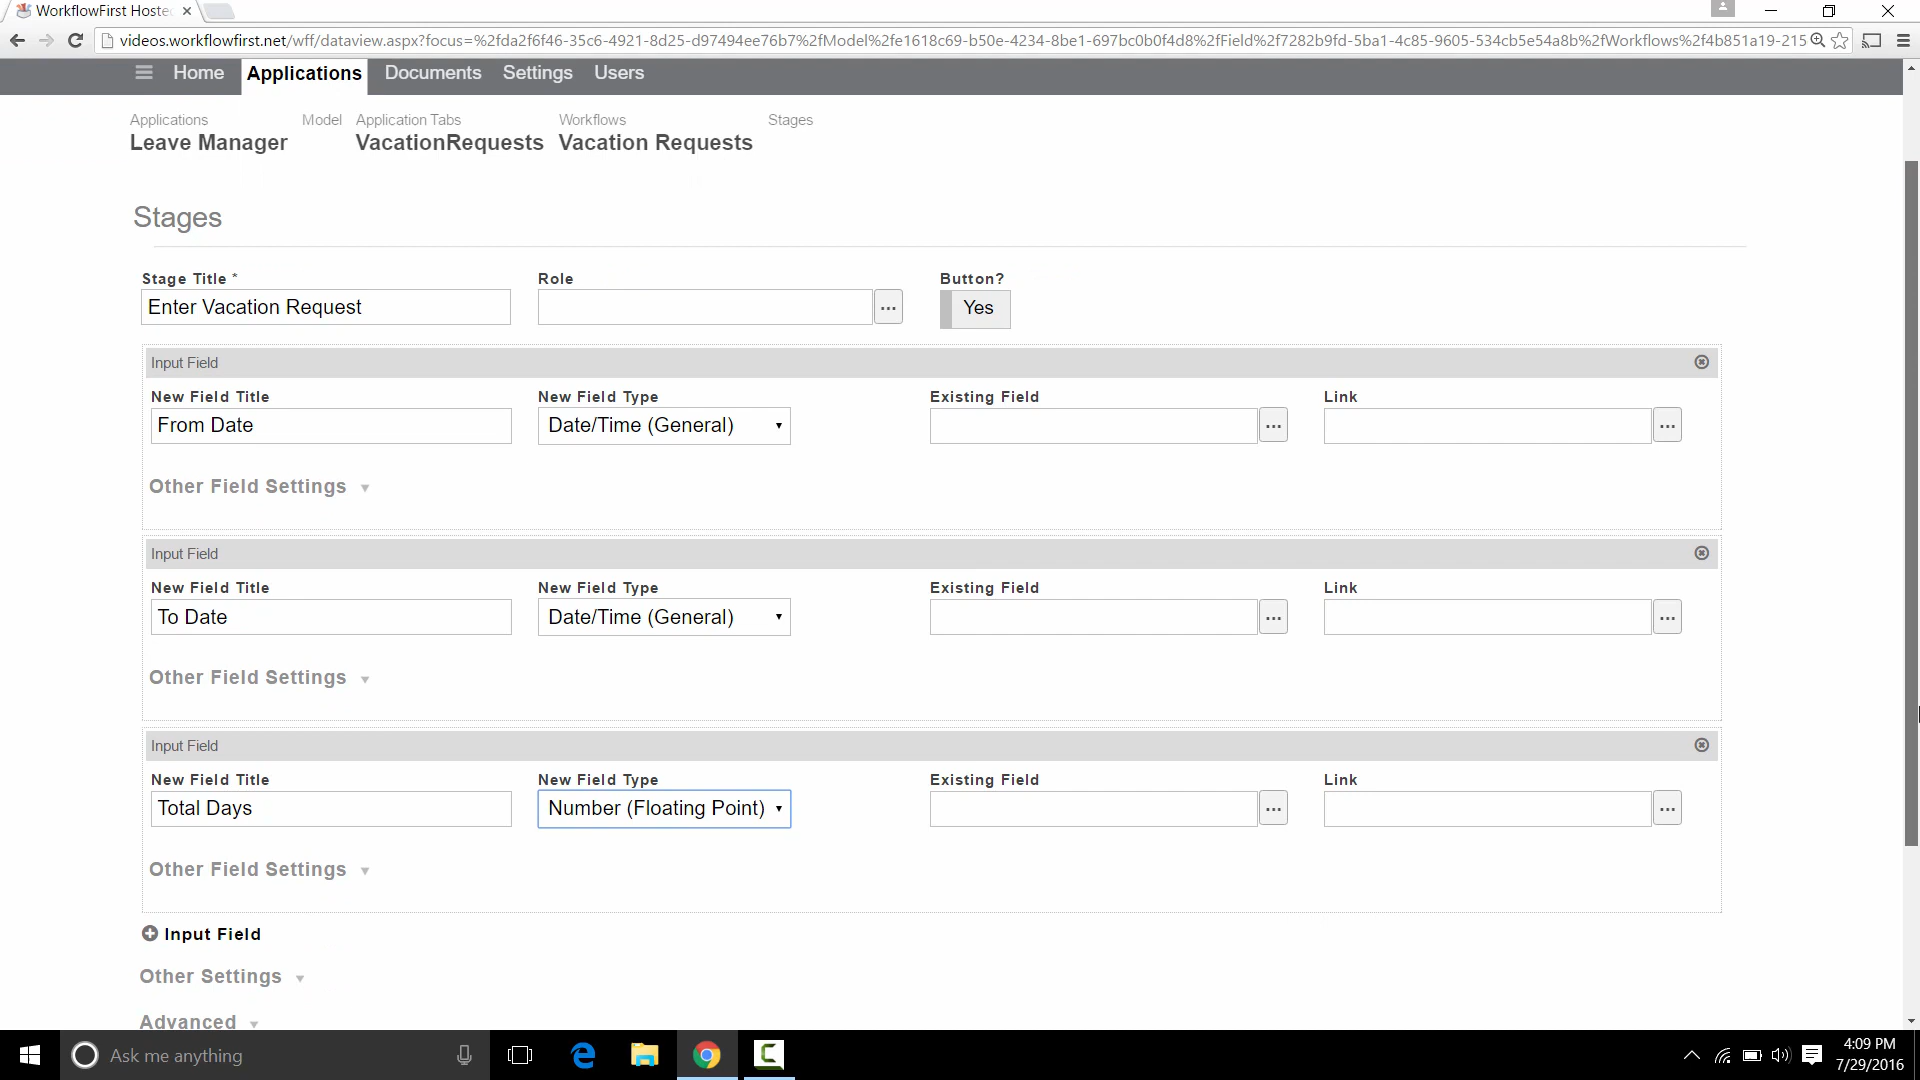 WorkflowFirst Hoste
videos.workflowfirst.net/wff/dataview.aspx?focus=%2fda2f6f46-35c6-4921-8d25-d97494ee76b7%2fModel%2fe1618c69-b50e-4234-8be1-697bc0b0f4d8%2fField%2f7282b9fd-5ba1-4c85-9605-534cb5e54a8b%2fWorkflows%2f4b851a19-215
Home Applications Documents Settings Users
Applications Model Application Tabs Workflows Stages
Leave Manager VacationRequests Vacation Requests
Stages
Stage Title * Role Button?
Enter Vacation Request ... Yes
Input Field
New Field Title New Field Type Existing Field Link
From Date Date/Time (General) ... ...
Other Field Settings
Input Field
New Field Title New Field Type Existing Field Link
To Date Date/Time (General) ... ...
Other Field Settings
Input Field
New Field Title New Field Type Existing Field Link
Total Days Number (Floating Point) ... ...
Other Field Settings
Input Field
Other Settings
Advanced
Ask me anything
4:09 PM
7/29/2016